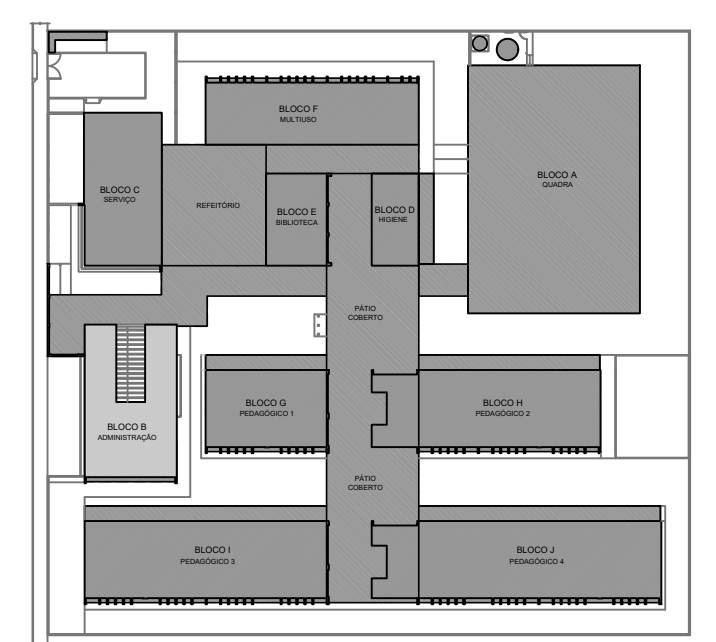 BLOCO F
MULTIUSO
BLOCO A
QUADRA
BLOCO C
SERVIÇO
REFEITÓRIO
BLOCO E
BIBLIOTECA
BLOCO D
HIGIENE
PÁTIO
COBERTO
BLOCO G
PEDAGÓGICO 1
BLOCO H
PEDAGÓGICO 2
BLOCO B
ADMINISTRAÇÃO
PÁTIO
COBERTO
BLOCO I
PEDAGÓGICO 3
BLOCO J
PEDAGÓGICO 4